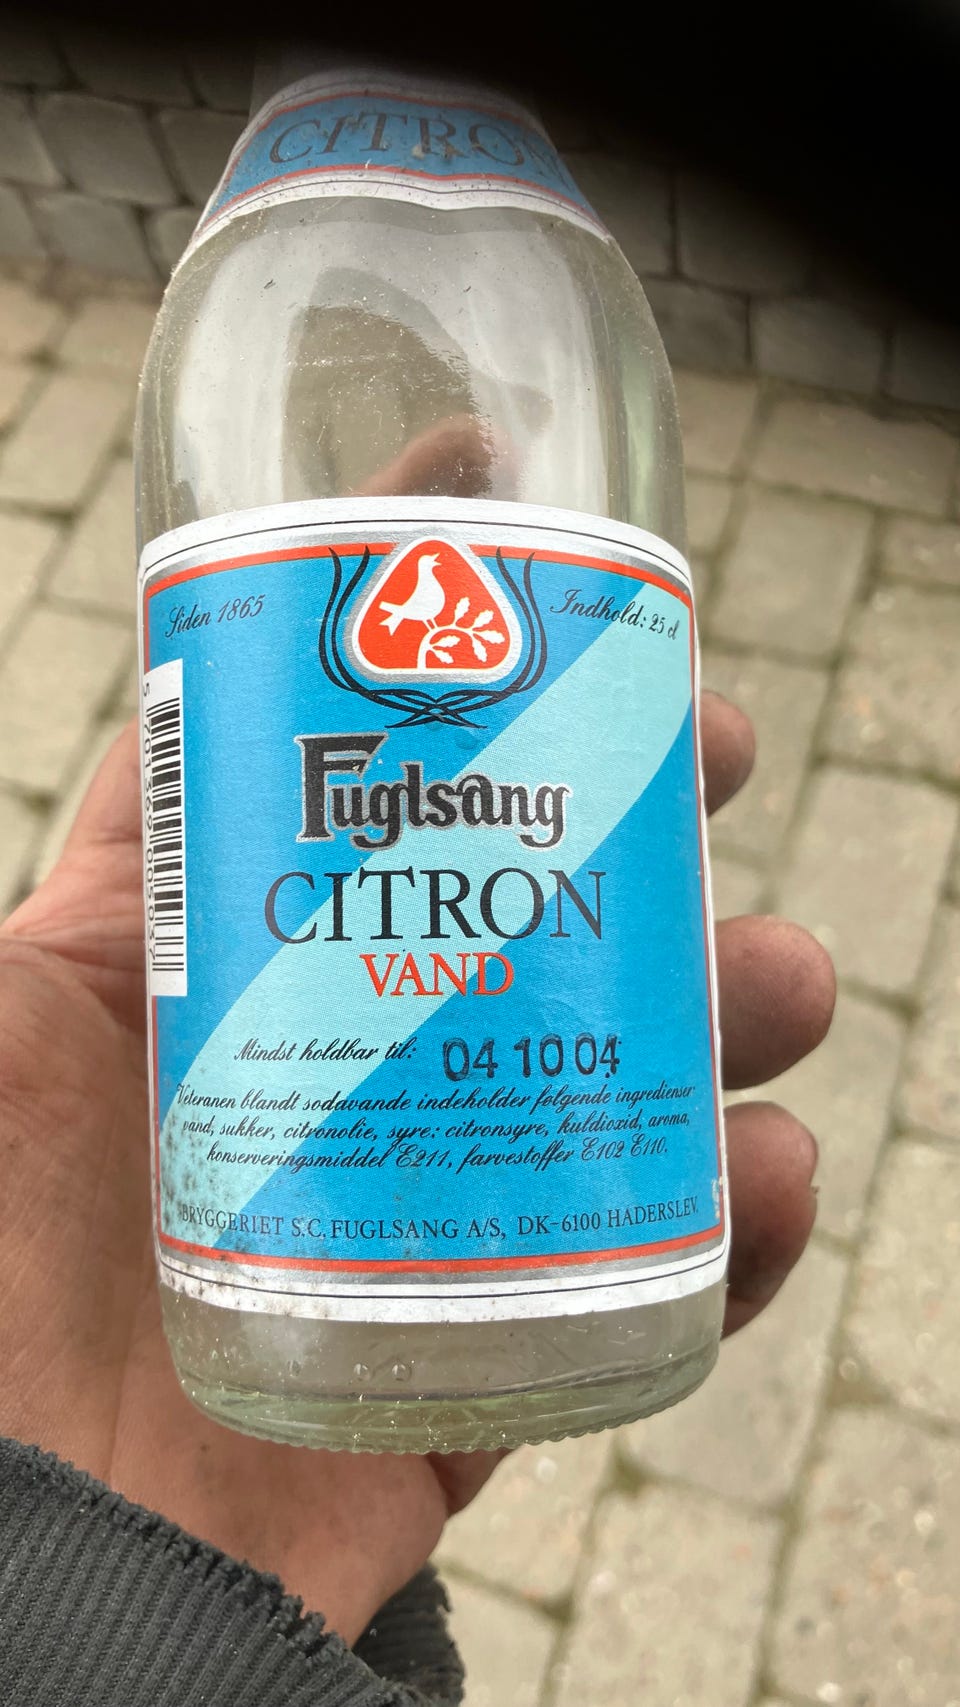 CITRON
Siden 1865
Indhold: 25 cl
Fuglsang
CITRON
VAND
Mindst holdbar til: 04 10 04
Veteranen blandt sodavande indeholder følgende ingredienser
vand, sukker, citronolie, syre: citronsyre, kuldioxid, aroma,
konserveringsmiddel E211, farvestoffer E102 E110.
BRYGGERIET S.C. FUGLSANG A/S, DK-6100 HADERSLEV.